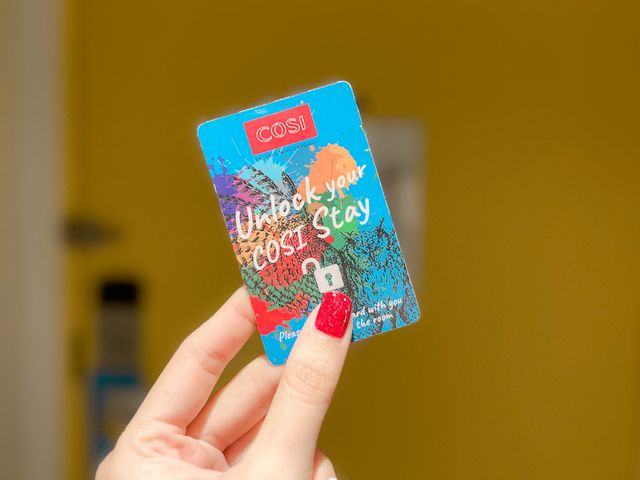 COSI
Unlock your
COSI Stay
Please
ard with you
the room